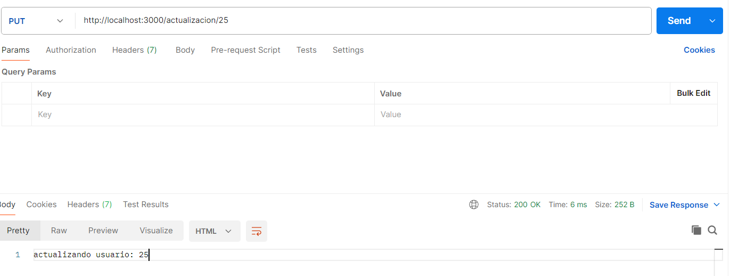 PUT http://localhost:3000/actualizacion/25 Send
Params Authorization Headers (7) Body Pre-request Script Tests Settings Cookies
Query Params
Key Value Bulk Edit
Key Value
Body Cookies Headers (7) Test Results Status: 200 OK Time: 6 ms Size: 252 B Save Response
Pretty Raw Preview Visualize HTML
1 actualizando usuario: 25